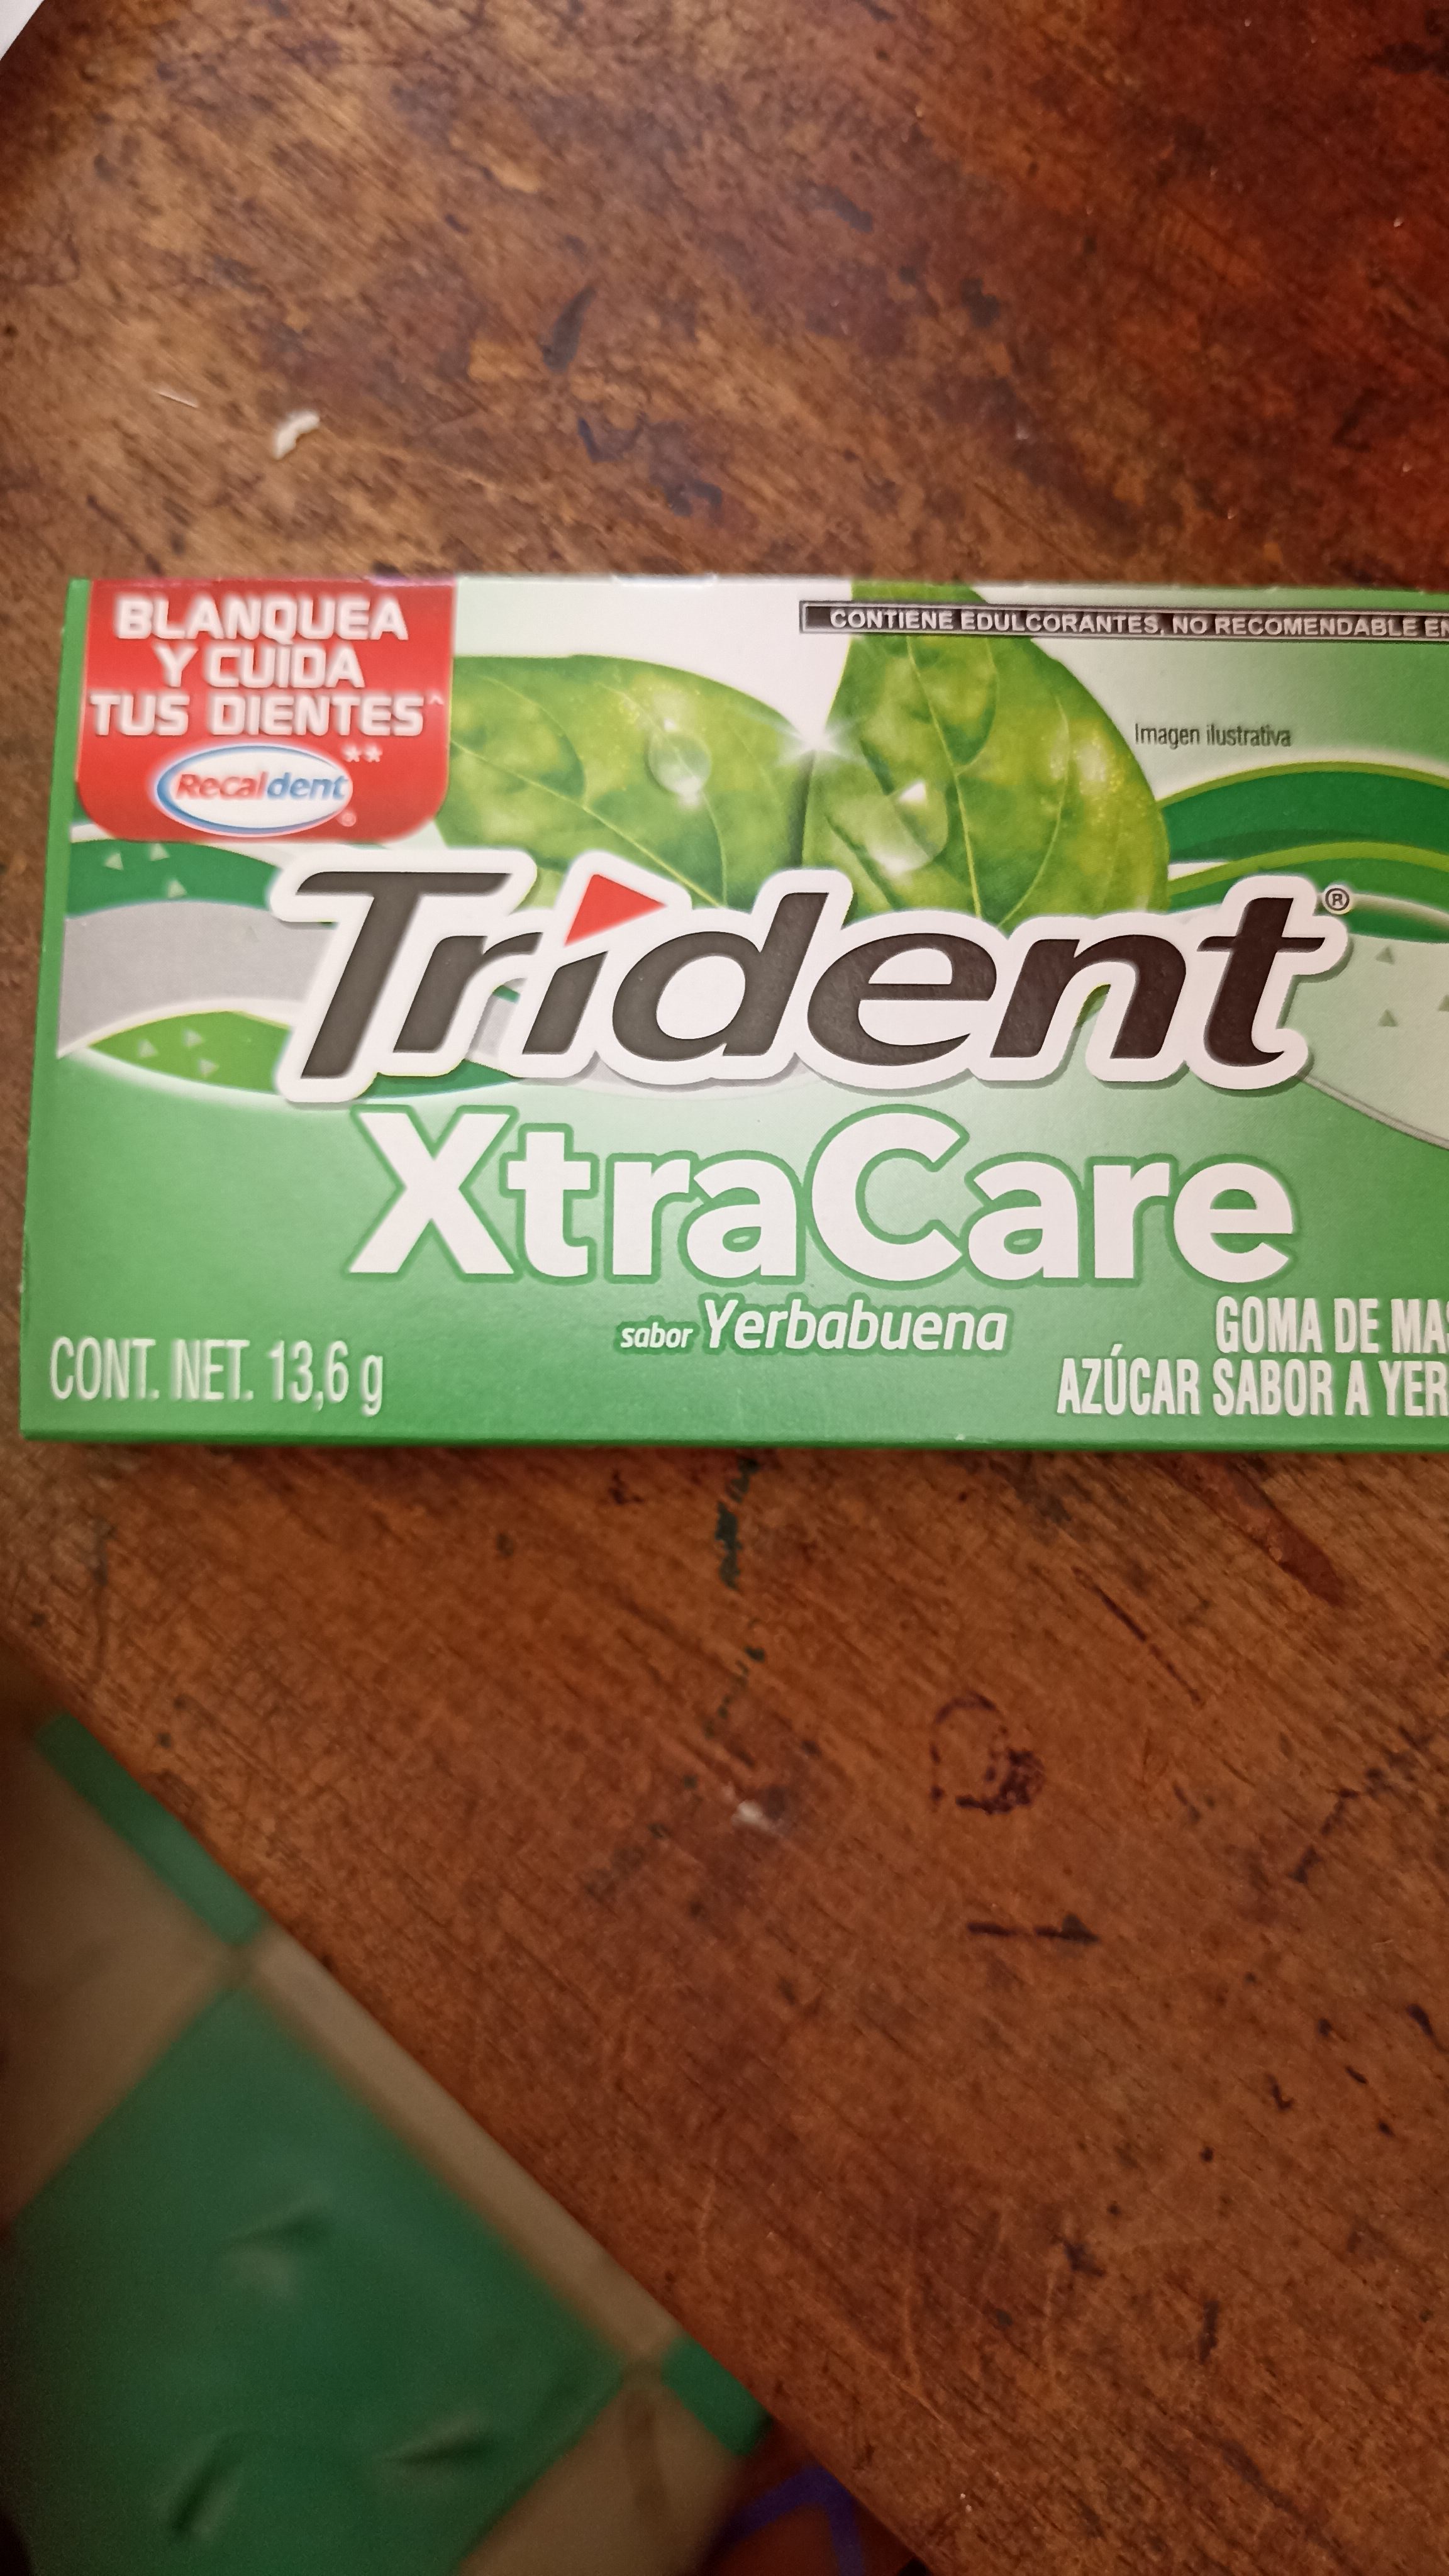 BLANQUEA
Y CUIDA
TUS DIENTES^
**
Recaldent
®
CONTIENE EDULCORANTES, NO RECOMENDABLE EN
Imagen ilustrativa
Trident®
XtraCare
sabor Yerbabuena
CONT. NET. 13,6 g
GOMA DE MA
AZÚCAR SABOR A YER